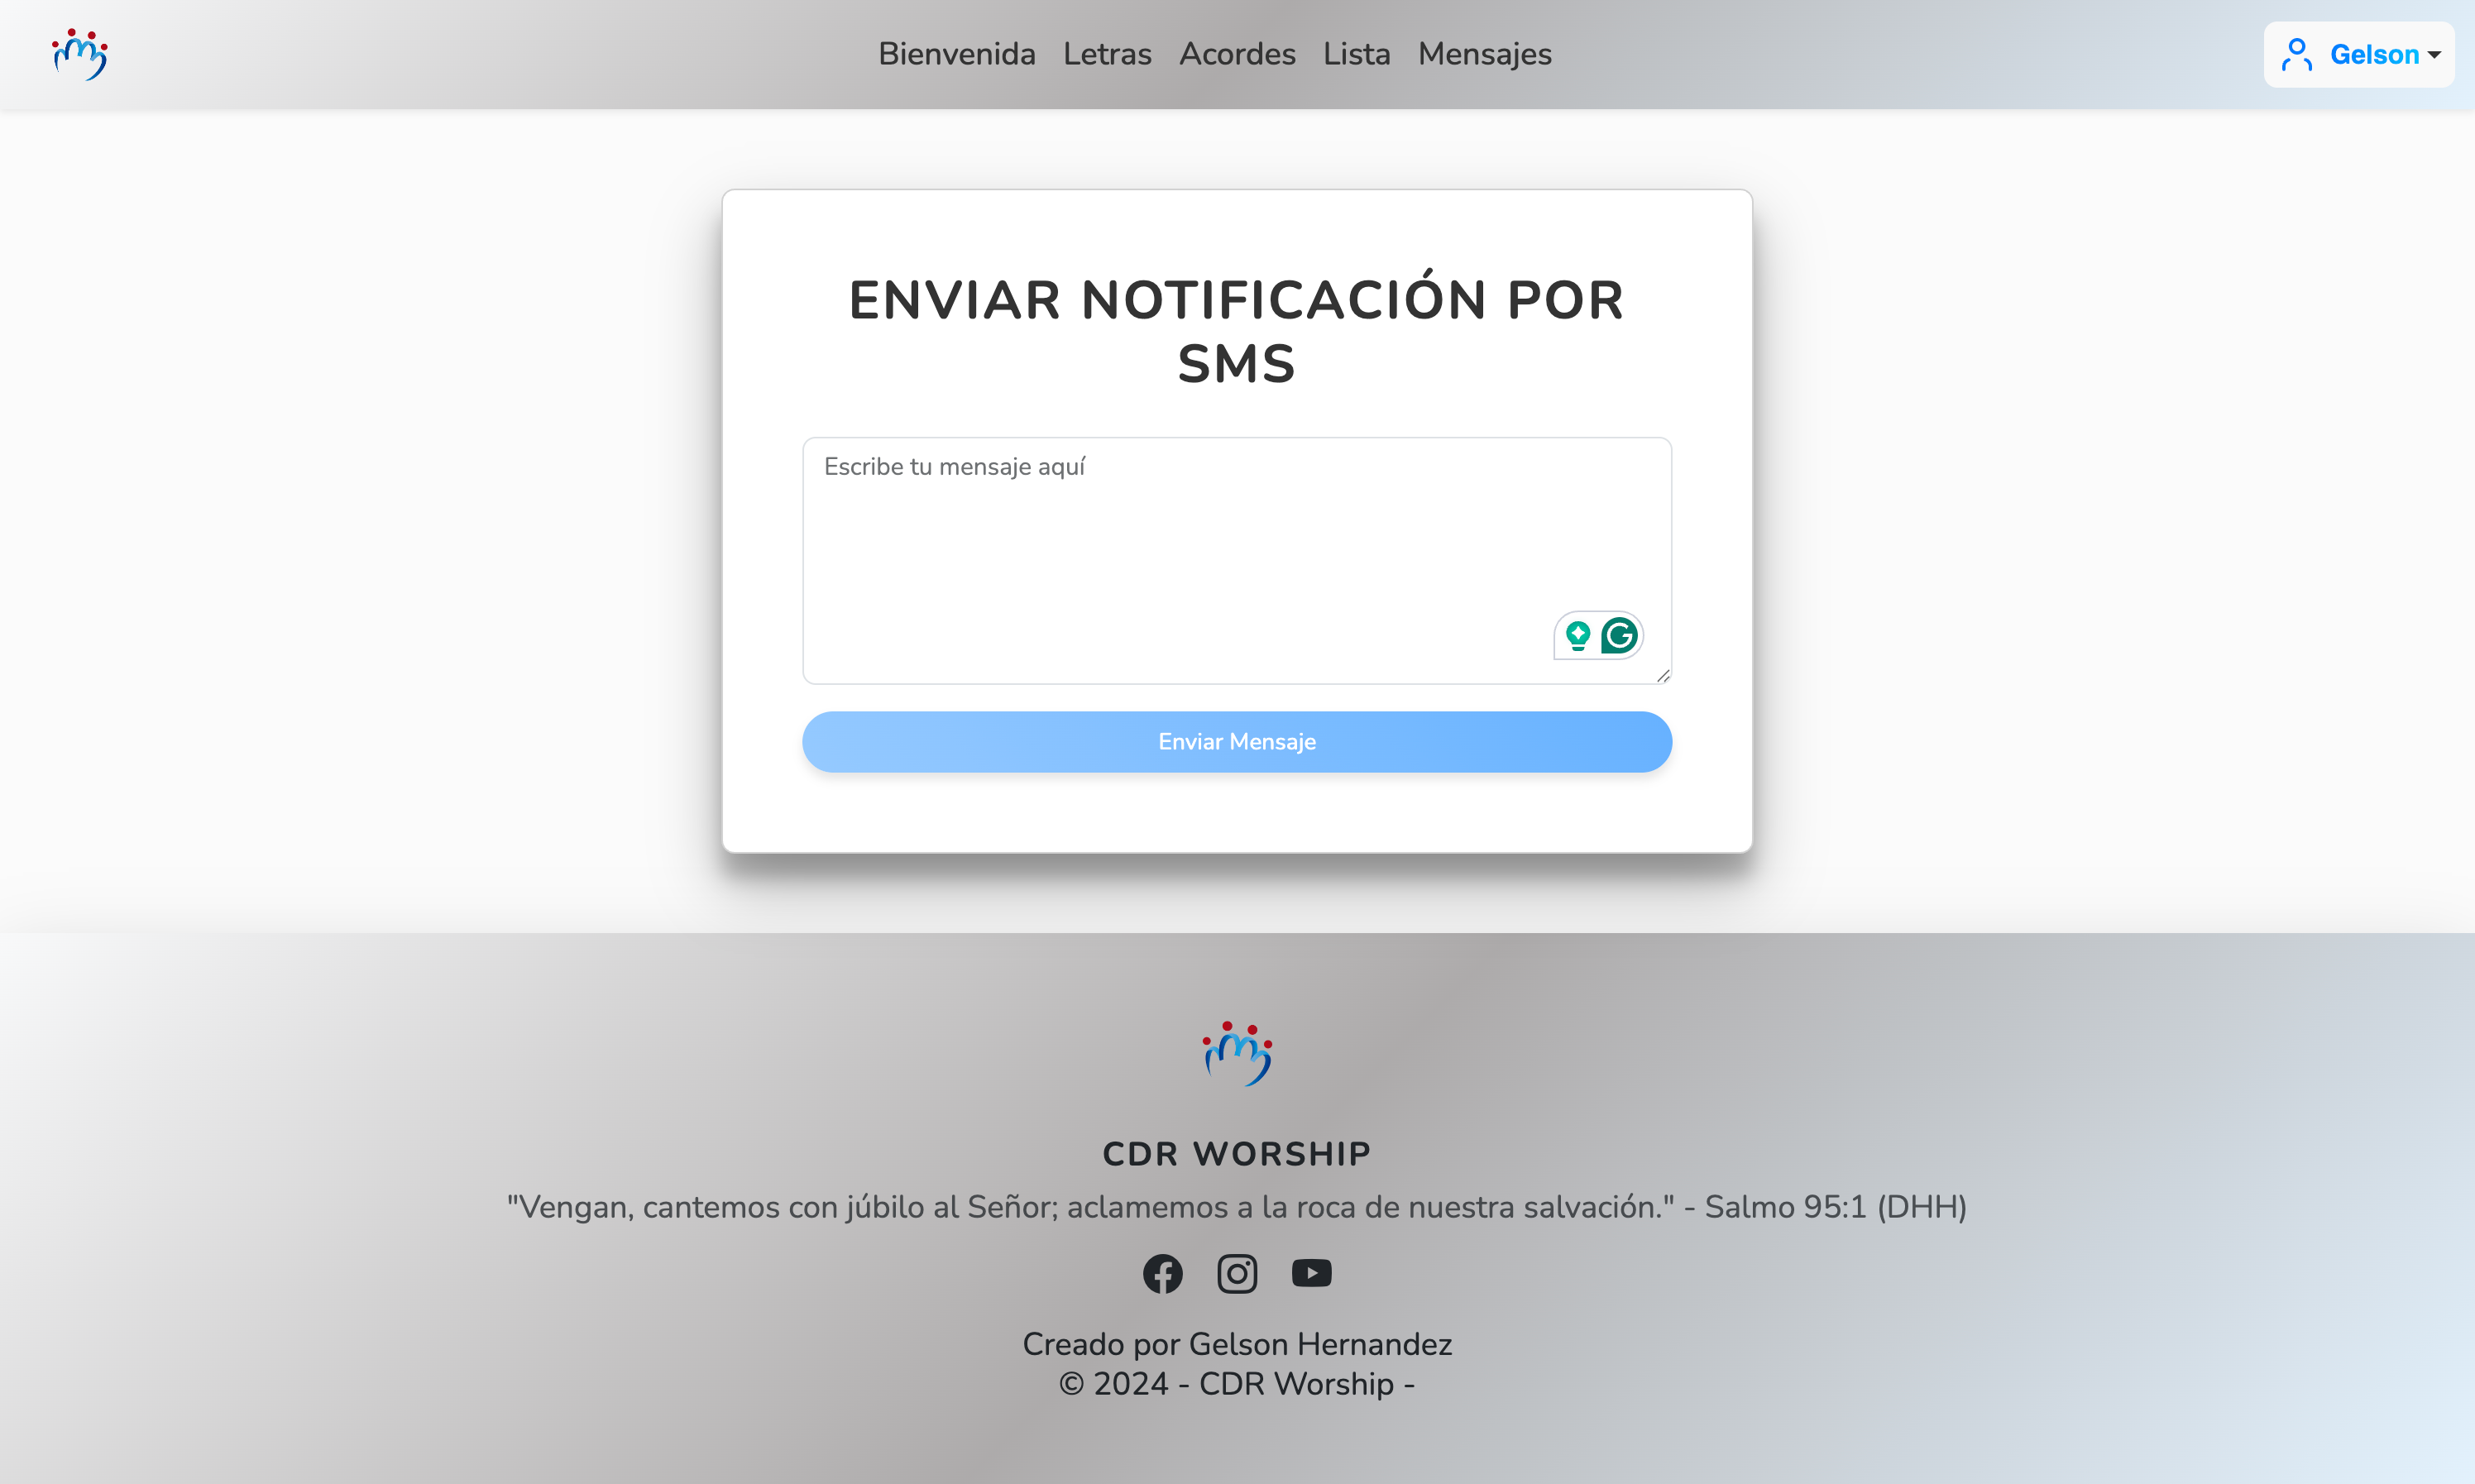 Bienvenida Letras Acordes Lista Mensajes
Gelson
ENVIAR NOTIFICACIÓN POR
SMS
Escribe tu mensaje aquí
Enviar Mensaje
CDR WORSHIP
"Vengan, cantemos con júbilo al Señor; aclamemos a la roca de nuestra salvación." - Salmo 95:1 (DHH)
Creado por Gelson Hernandez
© 2024 - CDR Worship -